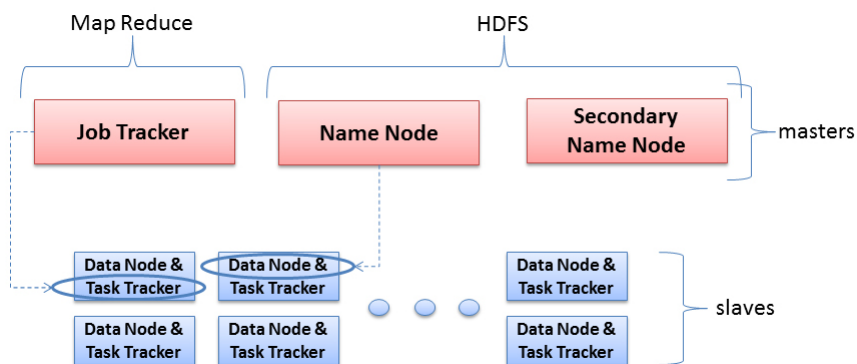 Map Reduce
HDFS
Job Tracker
Name Node
Secondary
Name Node
masters
Data Node &
Task Tracker
Data Node &
Task Tracker
Data Node &
Task Tracker
slaves
Data Node &
Task Tracker
Data Node &
Task Tracker
Data Node &
Task Tracker